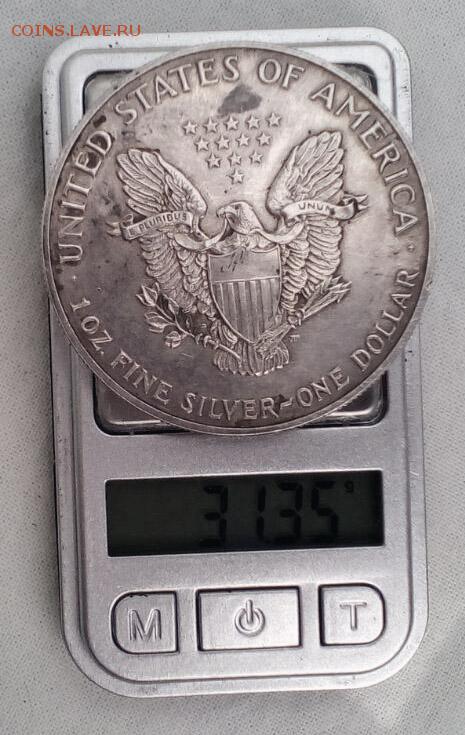 COINS.LAVE.RU
UNITED STATES OF AMERICA
E PLURIBUS UNUM
1 OZ. FINE SILVER~ONE DOLLAR
31.35 g
M T